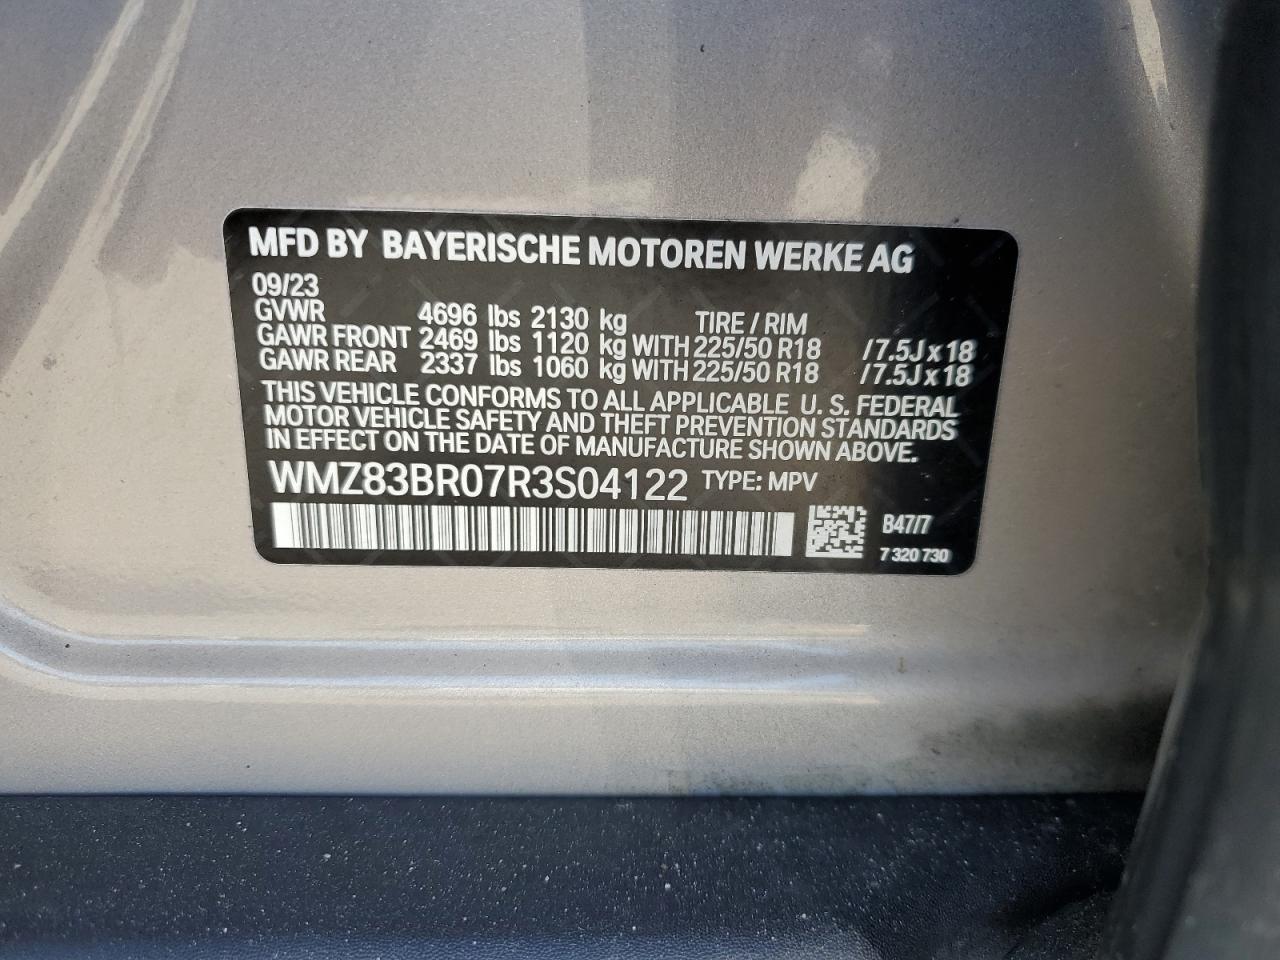 MFD BY BAYERISCHE MOTOREN WERKE AG
09/23
GVWR 4696 lbs 2130 kg TIRE / RIM
GAWR FRONT 2469 lbs 1120 kg WITH 225/50 R18 /7.5J x 18
GAWR REAR 2337 lbs 1060 kg WITH 225/50 R18 /7.5J x 18
THIS VEHICLE CONFORMS TO ALL APPLICABLE U. S. FEDERAL
MOTOR VEHICLE SAFETY AND THEFT PREVENTION STANDARDS
IN EFFECT ON THE DATE OF MANUFACTURE SHOWN ABOVE.
WMZ83BR07R3S04122 TYPE: MPV
B47/7
7 320 730